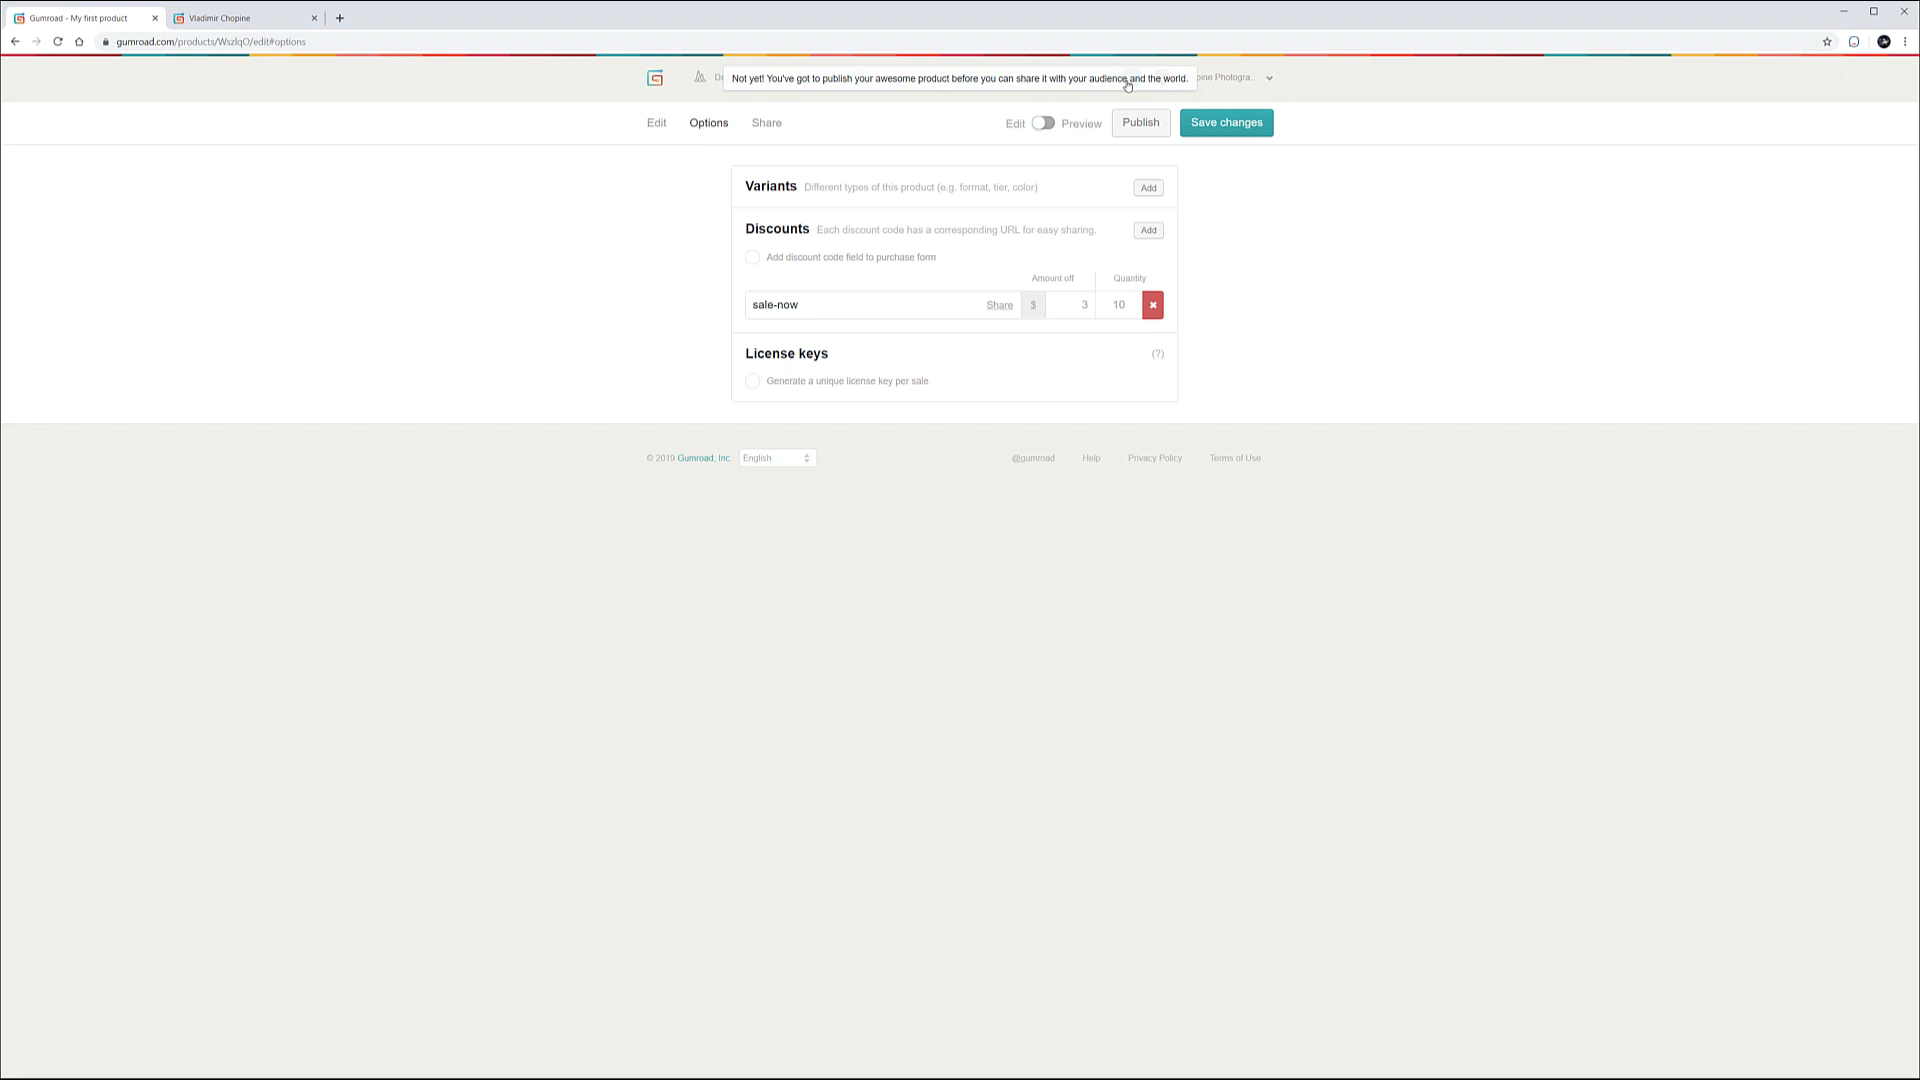 Gumroad - My first product
Vladimir Chopine
gumroad.com/products/WszlqO/edit#options
Not yet! You've got to publish your awesome product before you can share it with your audience and the world.
Edit Options Share Edit Preview Publish Save changes
Variants Different types of this product (e.g. format, tier, color) Add
Discounts Each discount code has a corresponding URL for easy sharing. Add
Add discount code field to purchase form
Amount off Quantity
sale-now Share $ 3 10
License keys (?)
Generate a unique license key per sale
© 2019 Gumroad, Inc. English @gumroad Help Privacy Policy Terms of Use